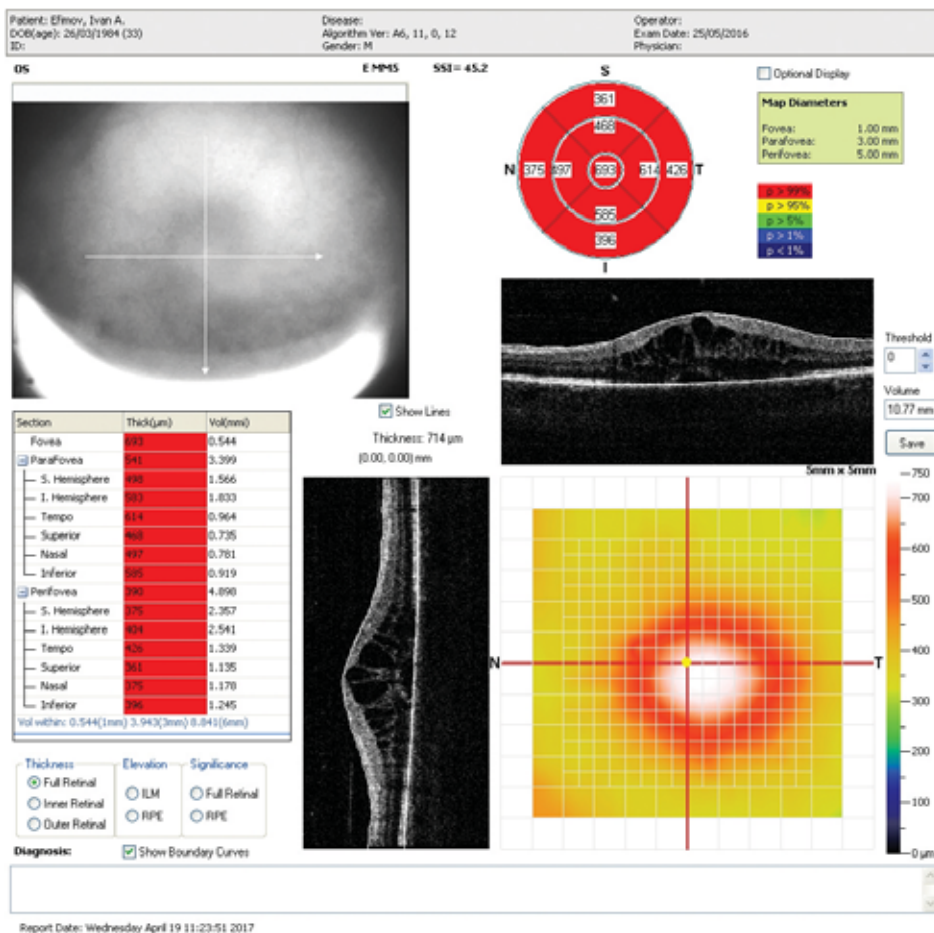 Patient: Efimov, Ivan A.
DOB(age): 26/03/1984 (33)
ID:
Disease:
Algorithm Ver: A6, 11, 0, 12
Gender: M
Operator:
Exam Date: 25/05/2016
Physician:
OS E MM5 SSI= 45.2
S
361
468
N 375 497 693 614 426 T
585
396
I
Optional Display
Map Diameters
Fovea: 1.00 mm
Parafovea: 3.00 mm
Perifovea: 5.00 mm
p > 99%
p > 95%
p > 5%
p > 1%
p < 1%
Threshold
0
Volume
10.77 mm
Save
Section Thick(µm) Vol(mm)
Fovea 693 0.544
ParaFovea 541 3.399
S. Hemisphere 498 1.566
I. Hemisphere 583 1.833
Tempo 614 0.964
Superior 468 0.735
Nasal 497 0.781
Inferior 585 0.919
Perifovea 390 4.898
S. Hemisphere 375 2.357
I. Hemisphere 404 2.541
Tempo 426 1.339
Superior 361 1.135
Nasal 375 1.178
Inferior 396 1.245
Vol within: 0.544(1mm) 3.943(3mm) 8.841(6mm)
Show Lines
Thickness: 714 µm
(0.00, 0.00) mm
5mm x 5mm
N T
750
700
600
500
400
300
200
100
0 µm
Thickness
Full Retinal
Inner Retinal
Outer Retinal
Elevation
ILM
RPE
Significance
Full Retinal
RPE
Diagnosis: Show Boundary Curves
Report Date: Wednesday April 19 11:23:51 2017